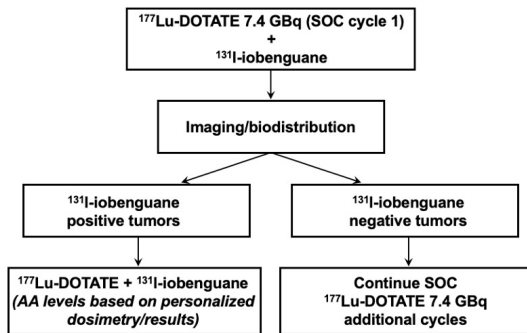 ¹⁷⁷Lu-DOTATE 7.4 GBq (SOC cycle 1)
+
¹³¹I-iobenguane
Imaging/biodistribution
¹³¹I-iobenguane
positive tumors
¹³¹I-iobenguane
negative tumors
¹⁷⁷Lu-DOTATE + ¹³¹I-iobenguane
(AA levels based on personalized
dosimetry/results)
Continue SOC
¹⁷⁷Lu-DOTATE 7.4 GBq
additional cycles